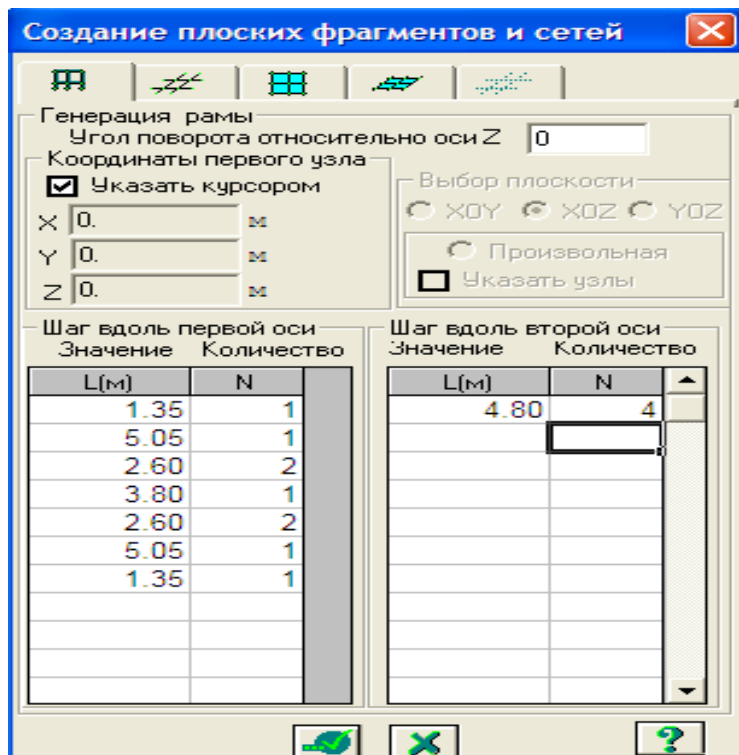 Создание плоских фрагментов и сетей
Генерация рамы
Угол поворота относительно оси Z 0
Координаты первого узла
Указать курсором
X 0. м
Y 0. м
Z 0. м
Выбор плоскости
XOY XOZ YOZ
Произвольная
Указать узлы
Шаг вдоль первой оси
Значение Количество
L(м) N
1.35 1
5.05 1
2.60 2
3.80 1
2.60 2
5.05 1
1.35 1
Шаг вдоль второй оси
Значение Количество
L(м) N
4.80 4
?